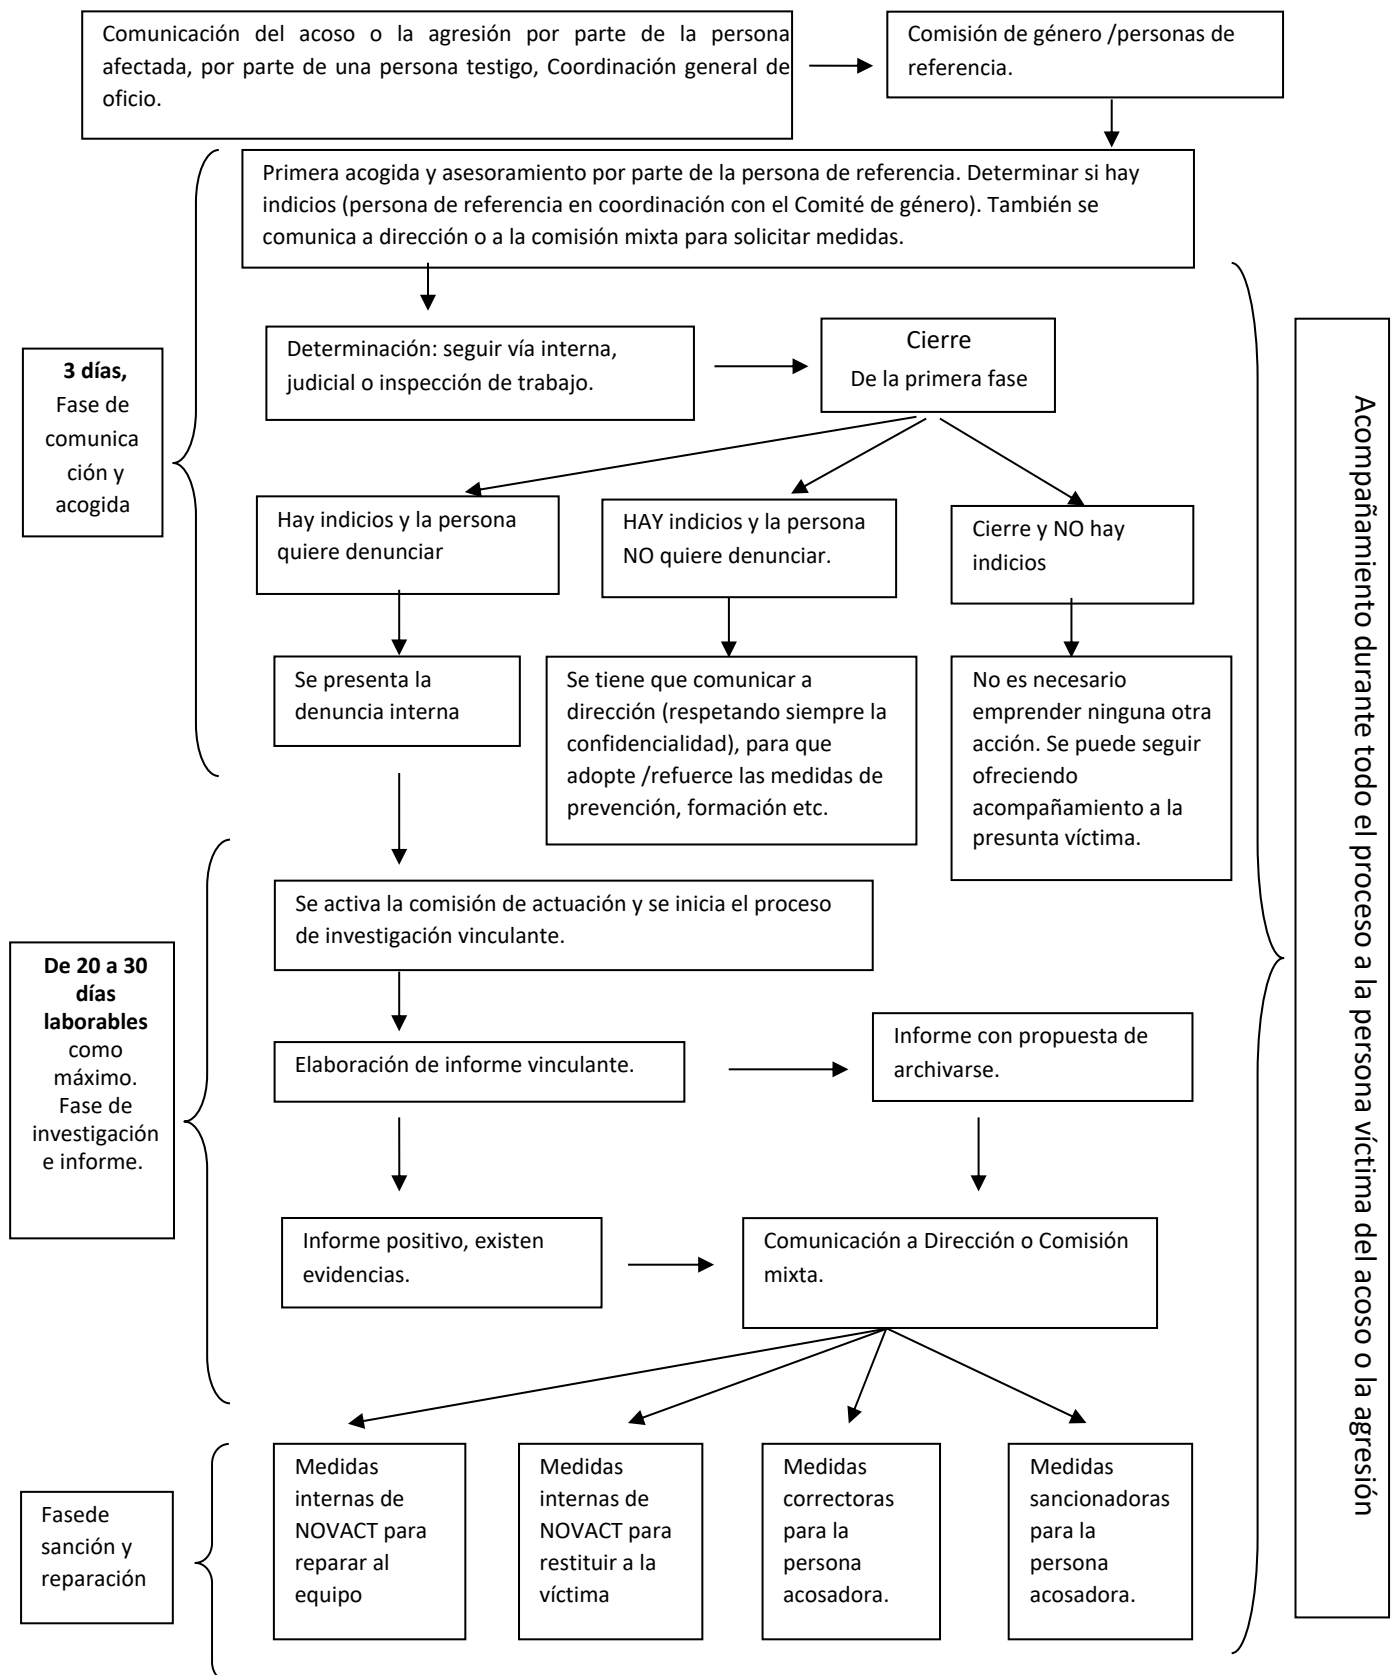 Comunicación del acoso o la agresión por parte de la persona
afectada, por parte de una persona testigo, Coordinación general de
oficio.
Comisión de género /personas de
referencia.
Primera acogida y asesoramiento por parte de la persona de referencia. Determinar si hay
indicios (persona de referencia en coordinación con el Comité de género). También se
comunica a dirección o a la comisión mixta para solicitar medidas.
Determinación: seguir vía interna,
judicial o inspección de trabajo.
Cierre
De la primera fase
3 días,
Fase de
comunica
ción y
acogida
Hay indicios y la persona
quiere denunciar
HAY indicios y la persona
NO quiere denunciar.
Cierre y NO hay
indicios
Se presenta la
denuncia interna
Se tiene que comunicar a
dirección (respetando siempre la
confidencialidad), para que
adopte /refuerce las medidas de
prevención, formación etc.
No es necesario
emprender ninguna otra
acción. Se puede seguir
ofreciendo
acompañamiento a la
presunta víctima.
Se activa la comisión de actuación y se inicia el proceso
de investigación vinculante.
De 20 a 30
días
laborables
como
máximo.
Fase de
investigación
e informe.
Elaboración de informe vinculante.
Informe con propuesta de
archivarse.
Informe positivo, existen
evidencias.
Comunicación a Dirección o Comisión
mixta.
Fasede
sanción y
reparación
Medidas
internas de
NOVACT para
reparar al
equipo
Medidas
internas de
NOVACT para
restituir a la
víctima
Medidas
correctoras
para la
persona
acosadora.
Medidas
sancionadoras
para la
persona
acosadora.
Acompañamiento durante todo el proceso a la persona víctima del acoso o la agresión